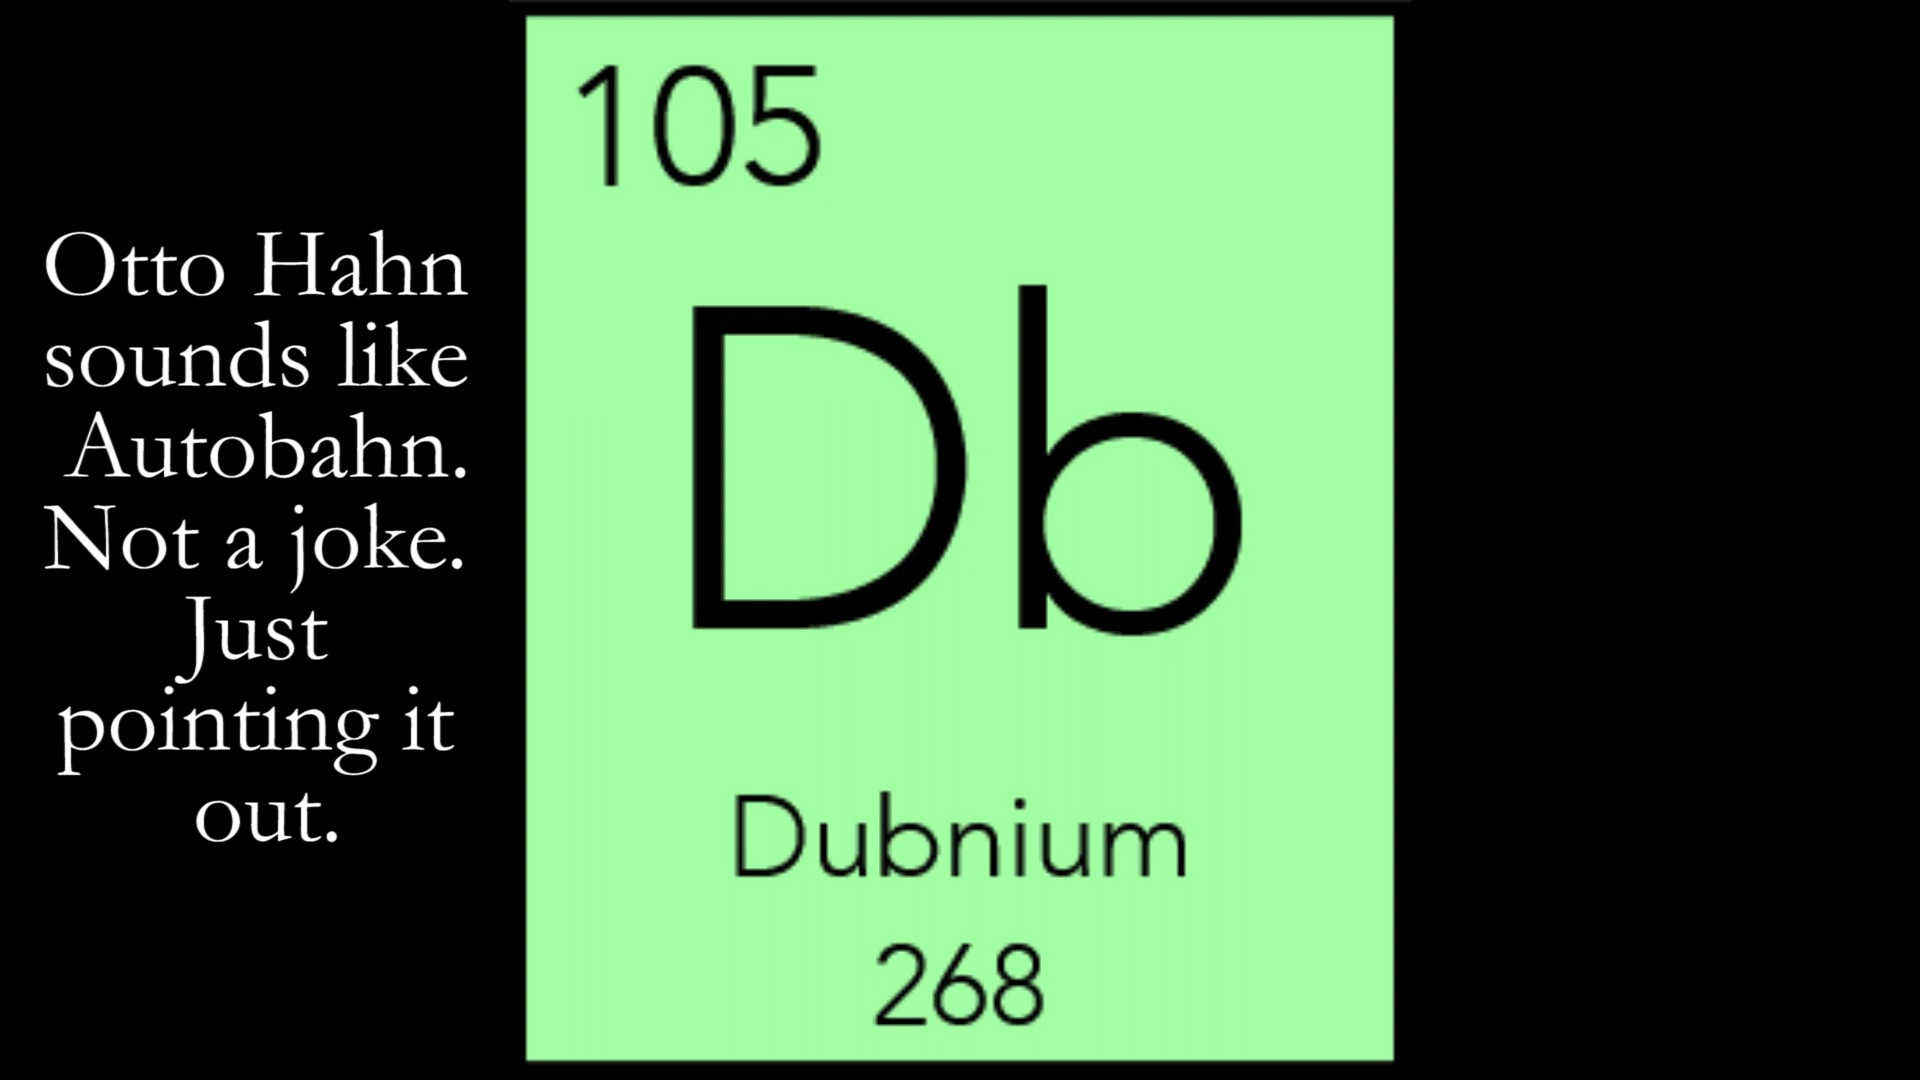 Otto Hahn
sounds like
Autobahn.
Not a joke.
Just
pointing it
out.
105
Db
Dubnium
268